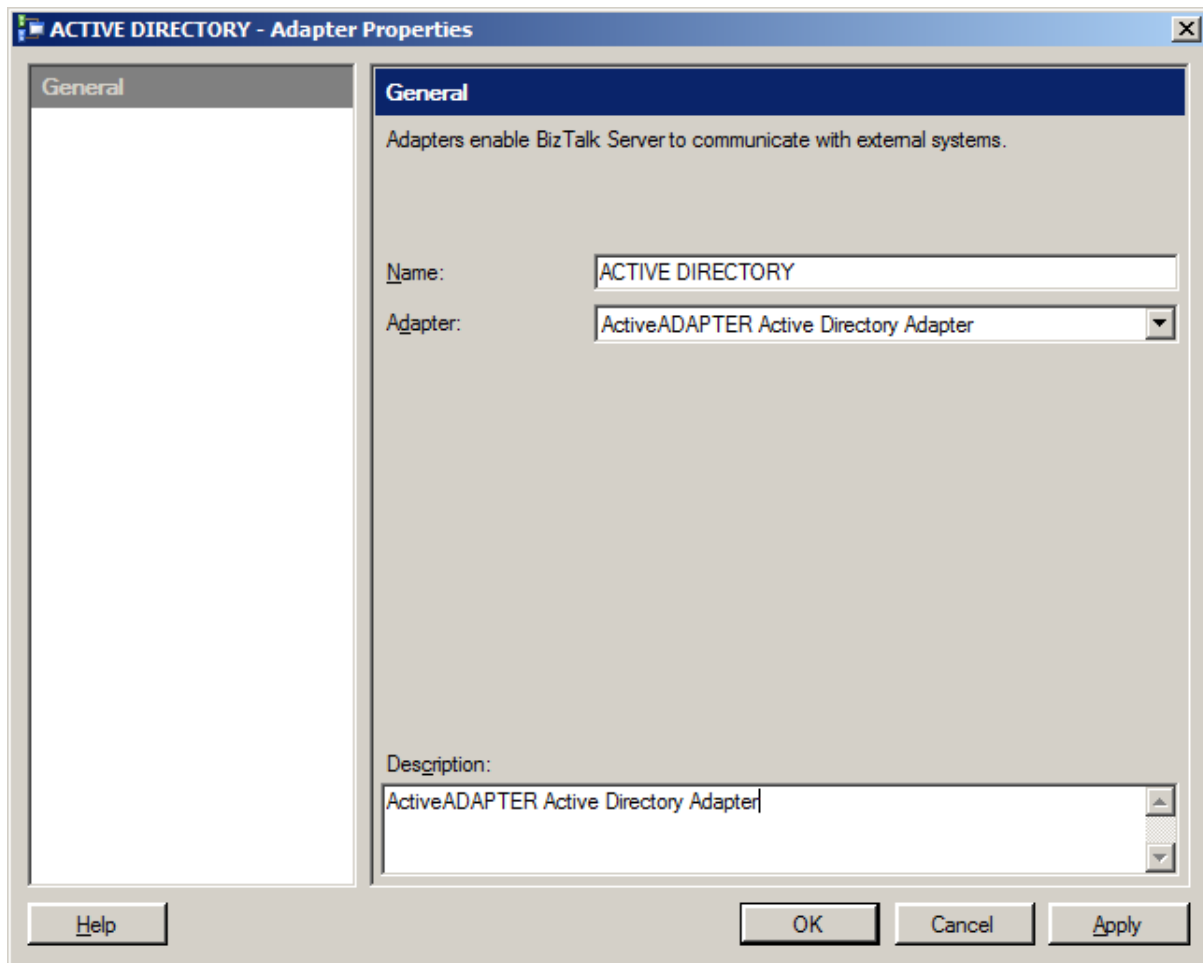 ACTIVE DIRECTORY - Adapter Properties
General
General
Adapters enable BizTalk Server to communicate with external systems.
Name: ACTIVE DIRECTORY
Adapter: ActiveADAPTER Active Directory Adapter
Description:
ActiveADAPTER Active Directory Adapter
Help OK Cancel Apply